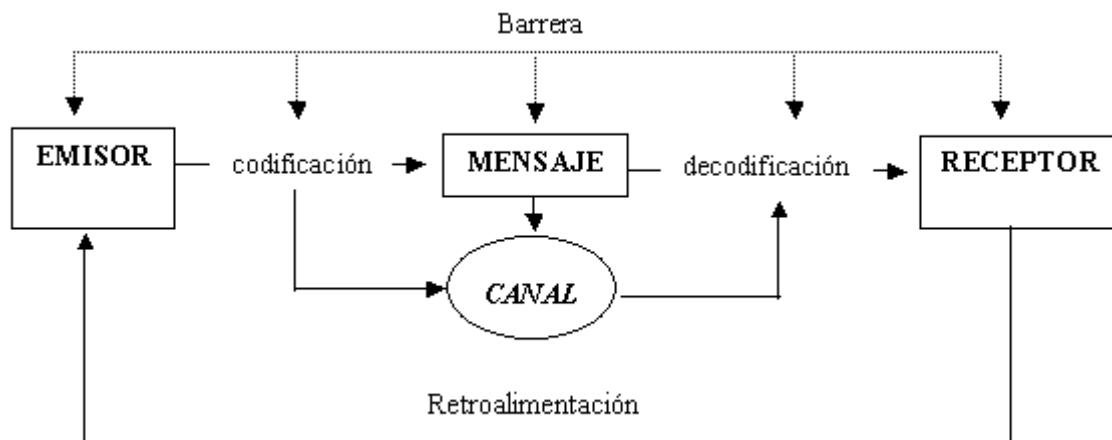 Barrera
EMISOR
codificación
MENSAJE
decodificación
RECEPTOR
CANAL
Retroalimentación